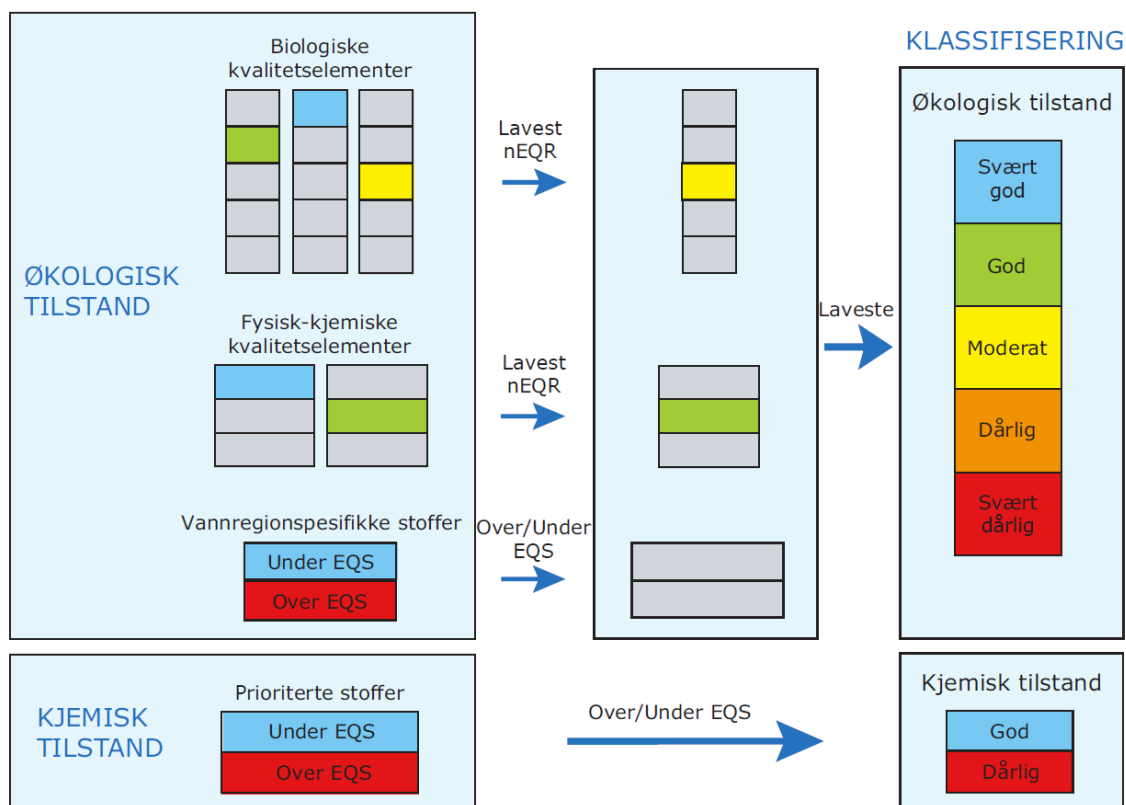 ØKOLOGISK
TILSTAND
Biologiske
kvalitetselementer
Fysisk-kjemiske
kvalitetselementer
Vannregionspesifikke stoffer
Under EQS
Over EQS
Lavest
nEQR
Lavest
nEQR
Over/Under
EQS
Laveste
KLASSIFISERING
Økologisk tilstand
Svært
god
God
Moderat
Dårlig
Svært
dårlig
KJEMISK
TILSTAND
Prioriterte stoffer
Under EQS
Over EQS
Over/Under EQS
Kjemisk tilstand
God
Dårlig